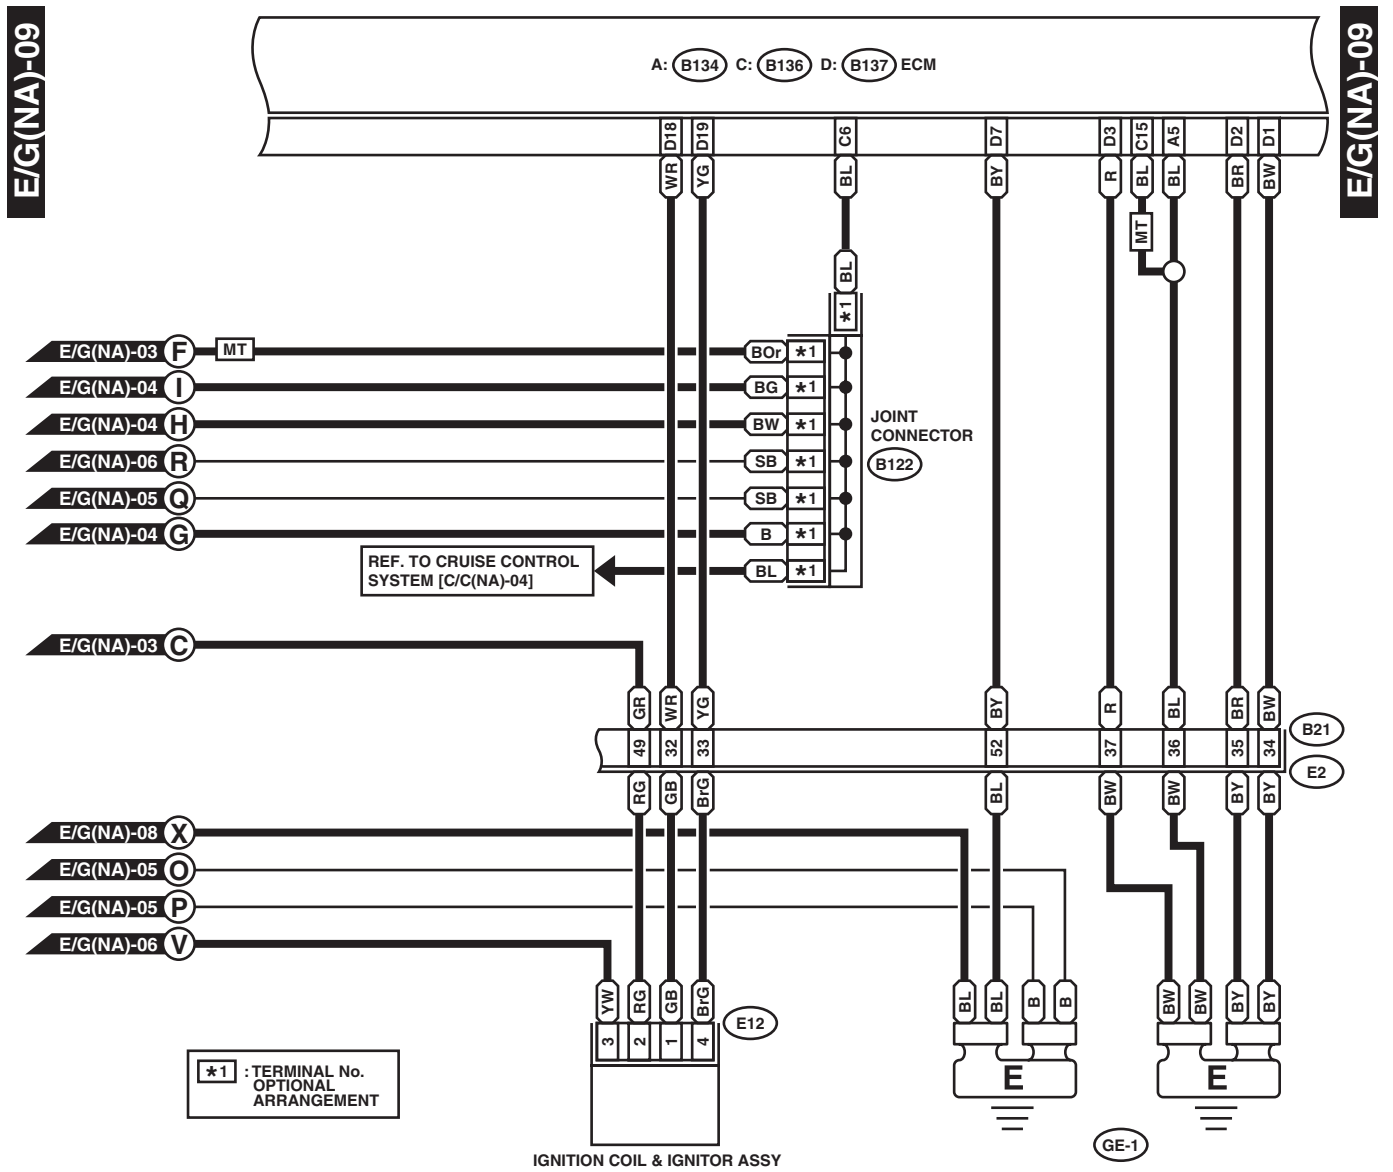 E/G(NA)-09
E/G(NA)-09
A: B134 C: B136 D: B137 ECM
D18 D19 C6 D7 D3 C15 A5 D2 D1
WR YG BL BY R BL BL BR BW
MT
BL
*1
E/G(NA)-03 F MT BOr *1
E/G(NA)-04 I BG *1
E/G(NA)-04 H BW *1
JOINT
CONNECTOR
B122
E/G(NA)-06 R SB *1
E/G(NA)-05 Q SB *1
E/G(NA)-04 G B *1
REF. TO CRUISE CONTROL
SYSTEM [C/C(NA)-04]
BL *1
E/G(NA)-03 C
GR WR YG BY R BL BR BW
49 32 33 52 37 36 35 34
B21
E2
RG GB BrG BL BW BW BY BY
E/G(NA)-08 X
E/G(NA)-05 O
E/G(NA)-05 P
E/G(NA)-06 V
YW RG GB BrG BL BL B B BW BW BY BY
3 2 1 4
E12
E E
*1 : TERMINAL No.
OPTIONAL
ARRANGEMENT
GE-1
IGNITION COIL & IGNITOR ASSY